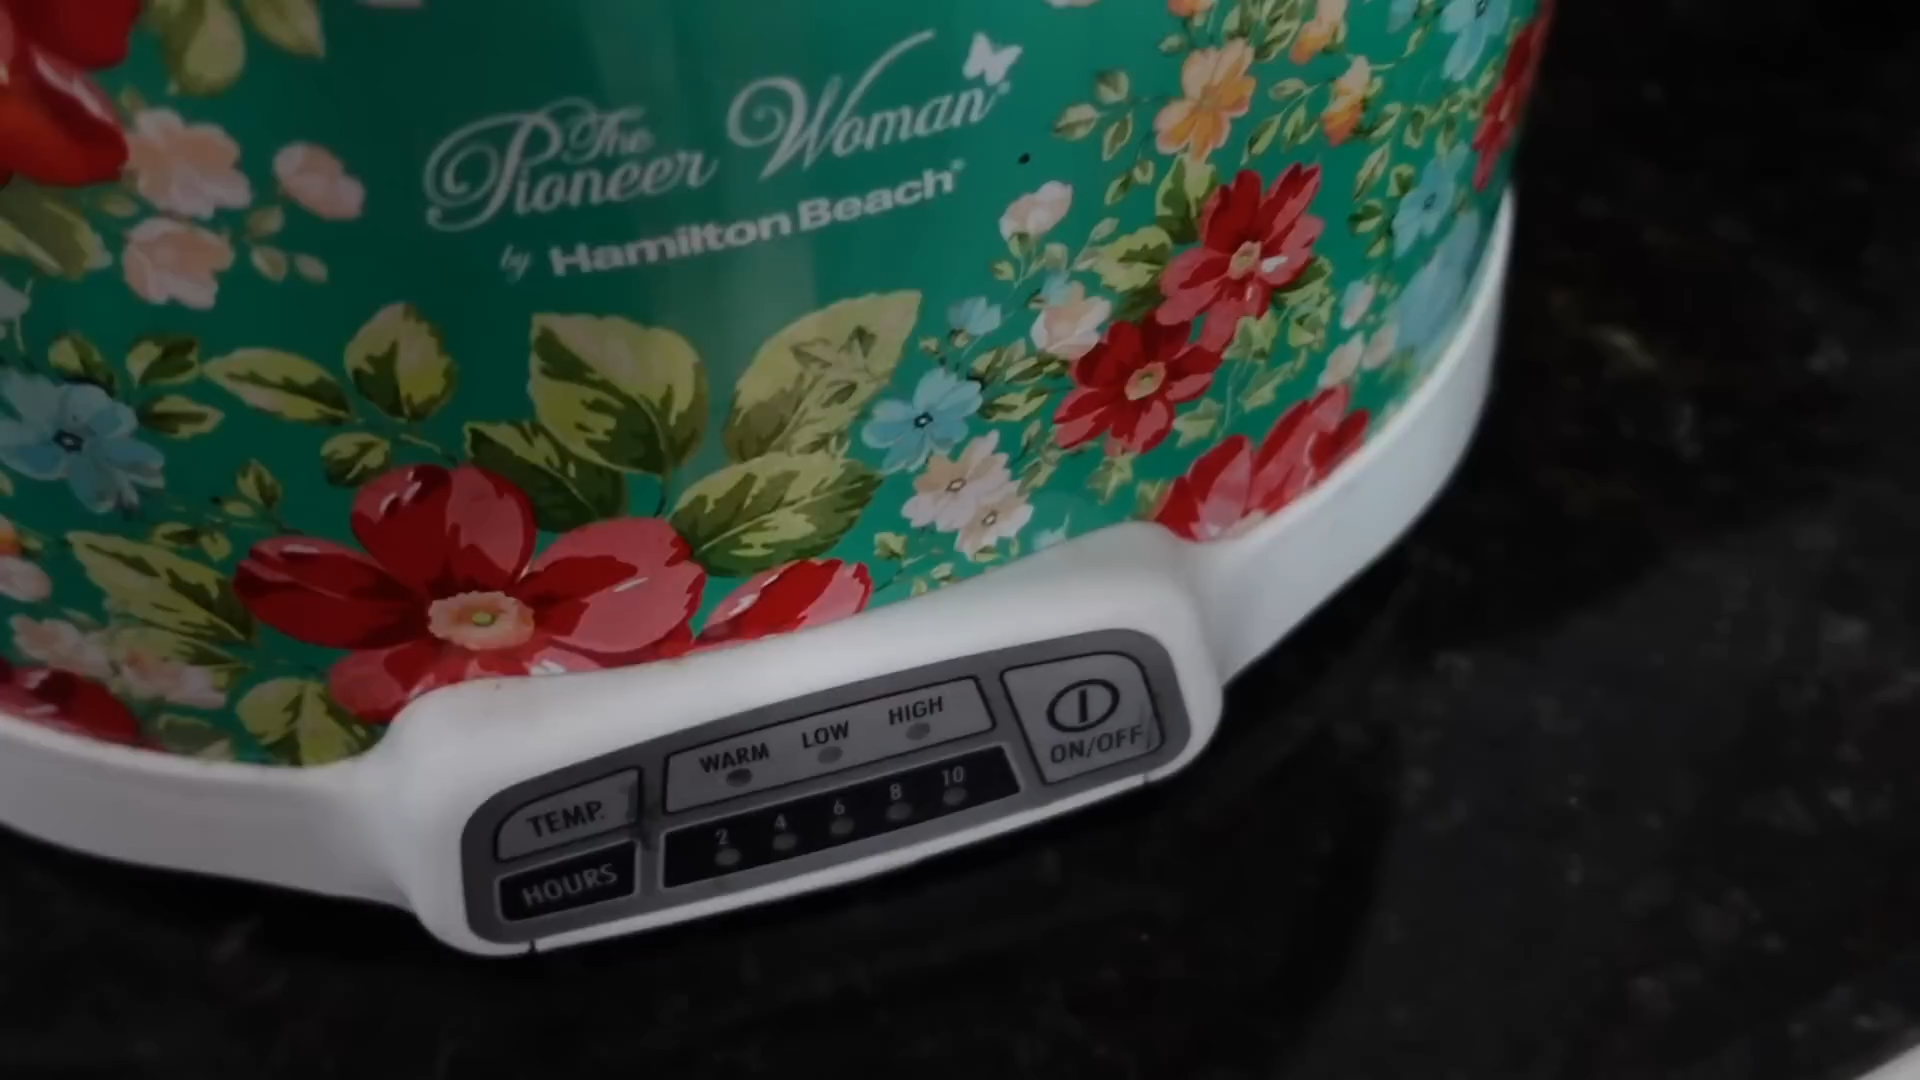 The
Pioneer Woman®
by Hamilton Beach®
WARM LOW HIGH
ON/OFF
TEMP.
2 4 6 8 10
HOURS